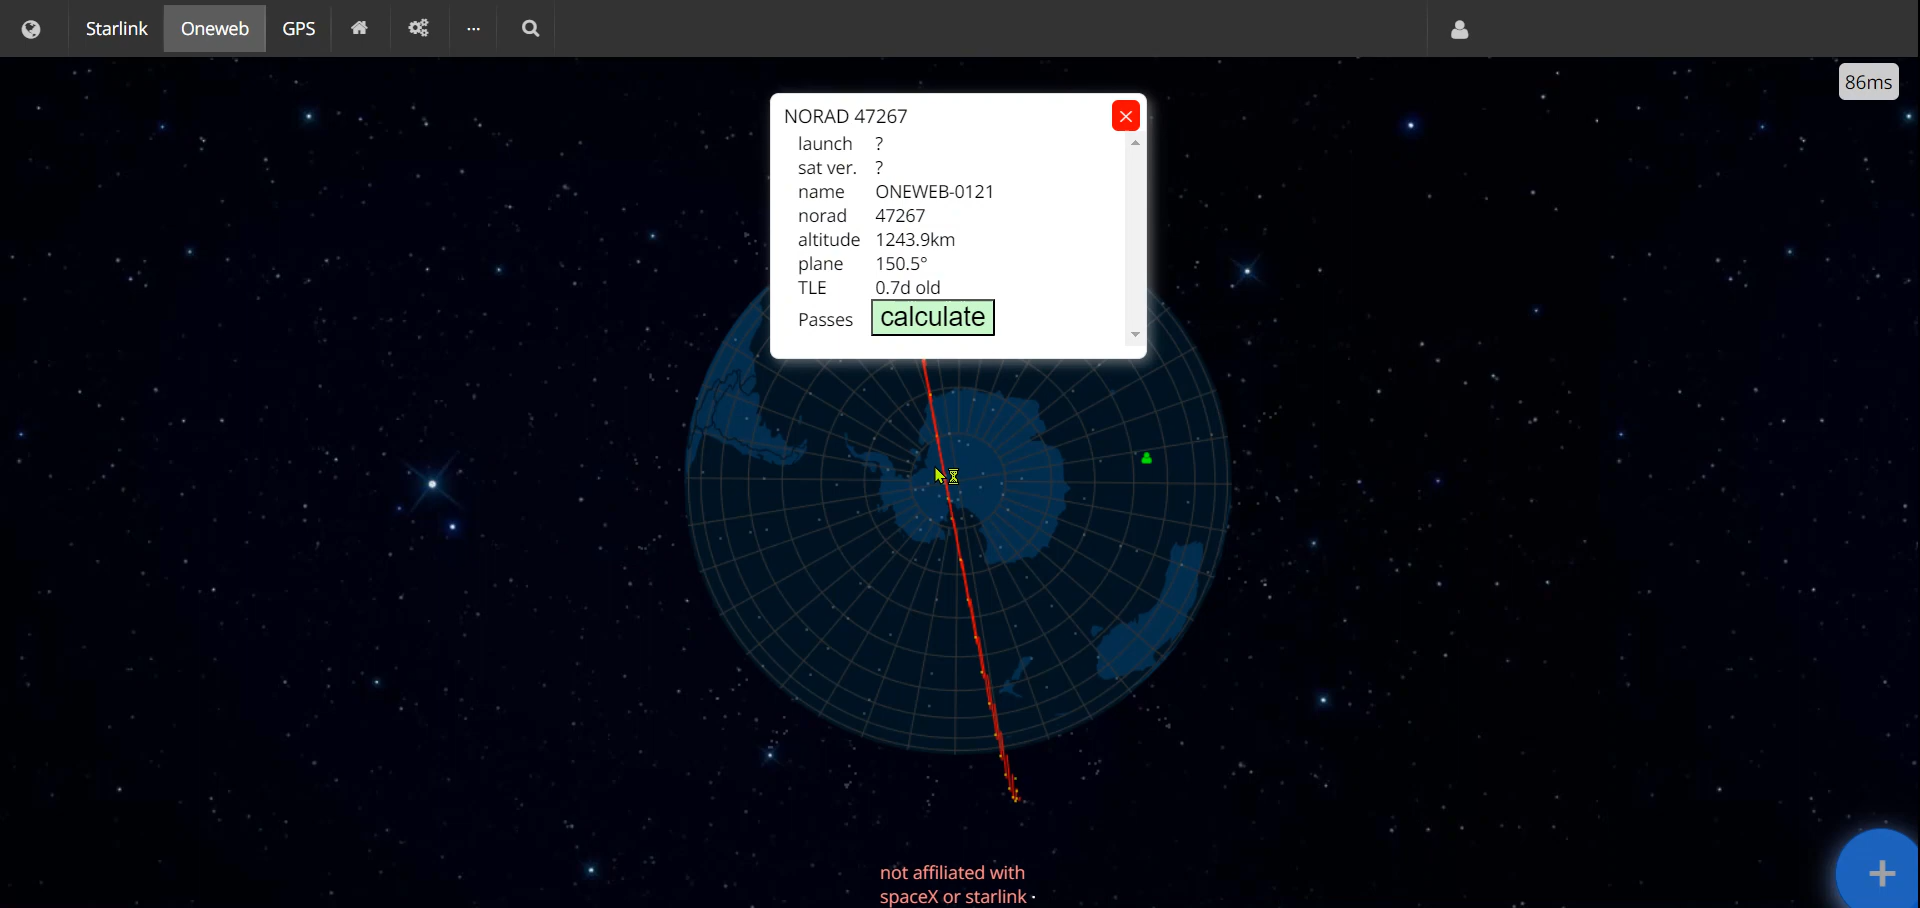 Starlink Oneweb GPS ...
86ms
NORAD 47267
launch ?
sat ver. ?
name ONEWEB-0121
norad 47267
altitude 1243.9km
plane 150.5°
TLE 0.7d old
Passes calculate
not affiliated with
spaceX or starlink